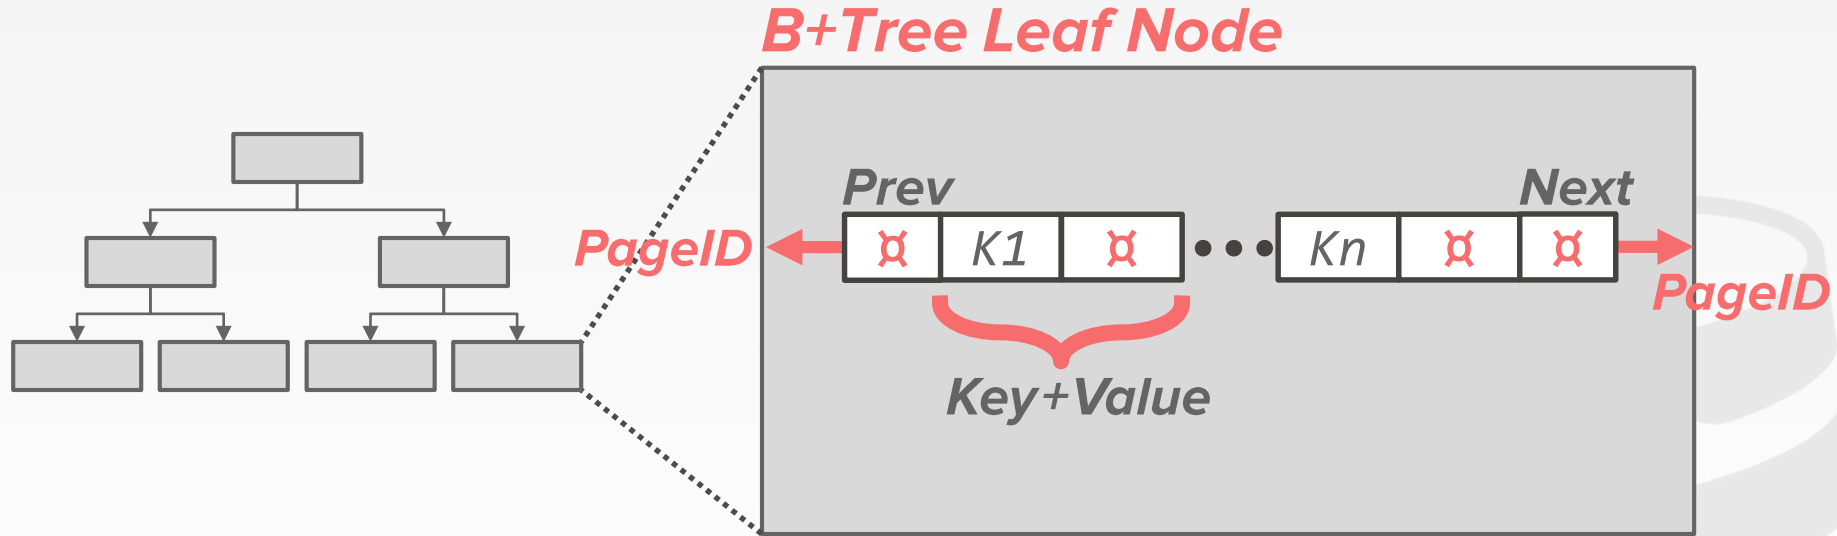 B+Tree Leaf Node
Prev
Next
PageID
¤ K1 ¤ ••• Kn ¤ ¤
PageID
Key+Value